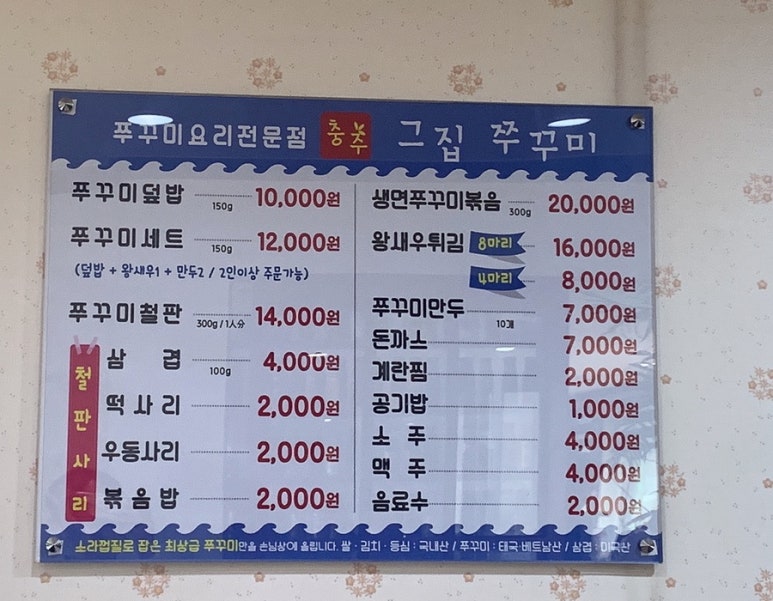 쭈꾸미요리전문점 충주 그집 쭈꾸미
쭈꾸미덮밥 150g 10,000원
쭈꾸미세트 150g 12,000원
(덮밥 + 왕새우1 + 만두2 / 2인이상 주문가능)
쭈꾸미철판 300g / 1人分 14,000원
철판사리
삼겹 100g 4,000원
떡사리 2,000원
우동사리 2,000원
볶음밥 2,000원
생면쭈꾸미볶음 300g 20,000원
왕새우튀김 8마리 16,000원
4마리 8,000원
쭈꾸미만두 10개 7,000원
돈까스 7,000원
계란찜 2,000원
공기밥 1,000원
소주 4,000원
맥주 4,000원
음료수 2,000원
소라껍질로 잡은 최상급 쭈꾸미만을 손님상에 올립니다. 쌀 · 김치 · 등심 : 국내산 / 쭈꾸미 : 태국·베트남산 / 삼겹 : 미국산